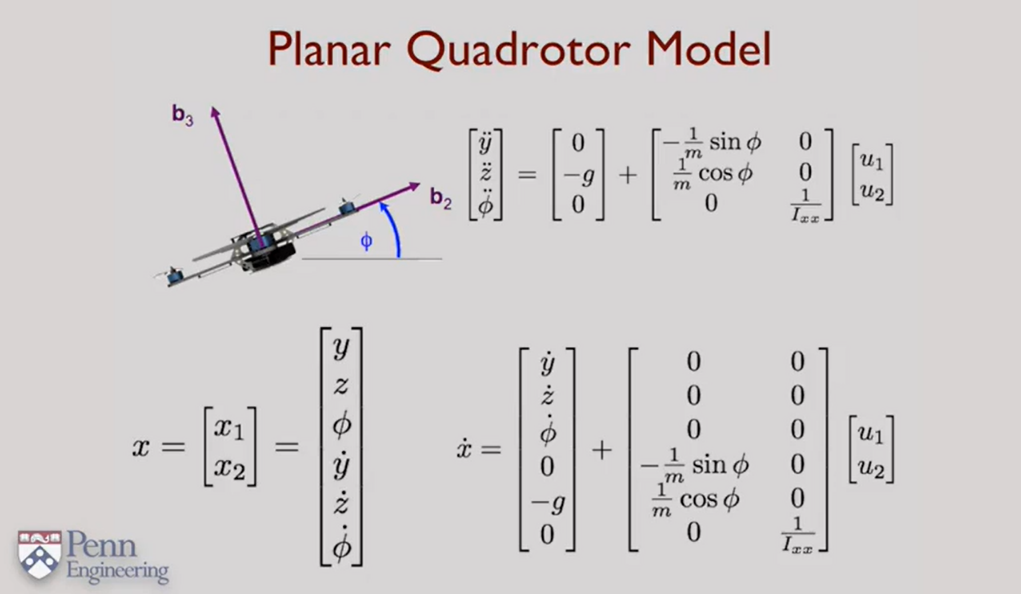 Planar Quadrotor Model
b₃
b₂
ϕ
[ÿ; z̈; ϕ̈] = [0; −g; 0] + [−1/m sin ϕ, 0; 1/m cos ϕ, 0; 0, 1/Iₓₓ] [u₁; u₂]
x = [x₁; x₂] = [y; z; ϕ; ẏ; ż; ϕ̇]
ẋ = [ẏ; ż; ϕ̇; 0; −g; 0] + [0, 0; 0, 0; 0, 0; −1/m sin ϕ, 0; 1/m cos ϕ, 0; 0, 1/Iₓₓ] [u₁; u₂]
Penn
Engineering